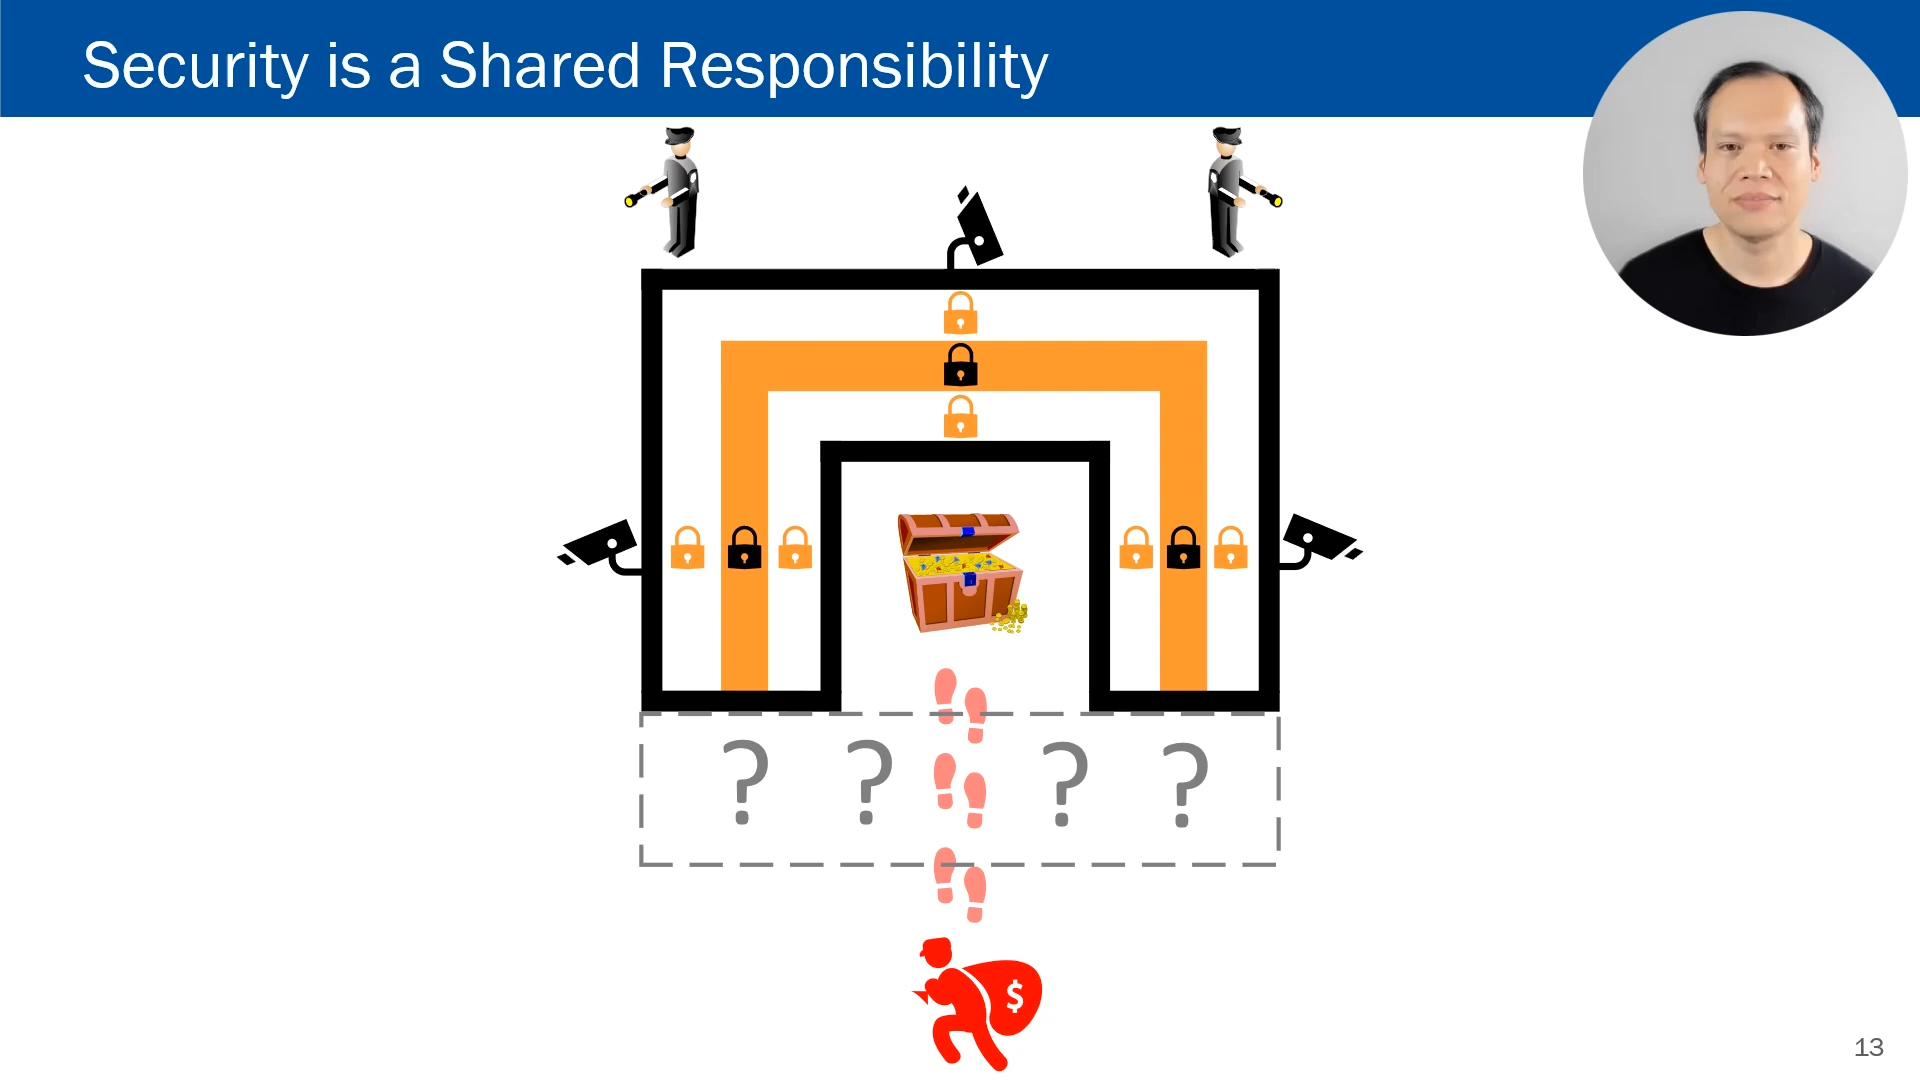 Security is a Shared Responsibility
? ? ? ?
$
13